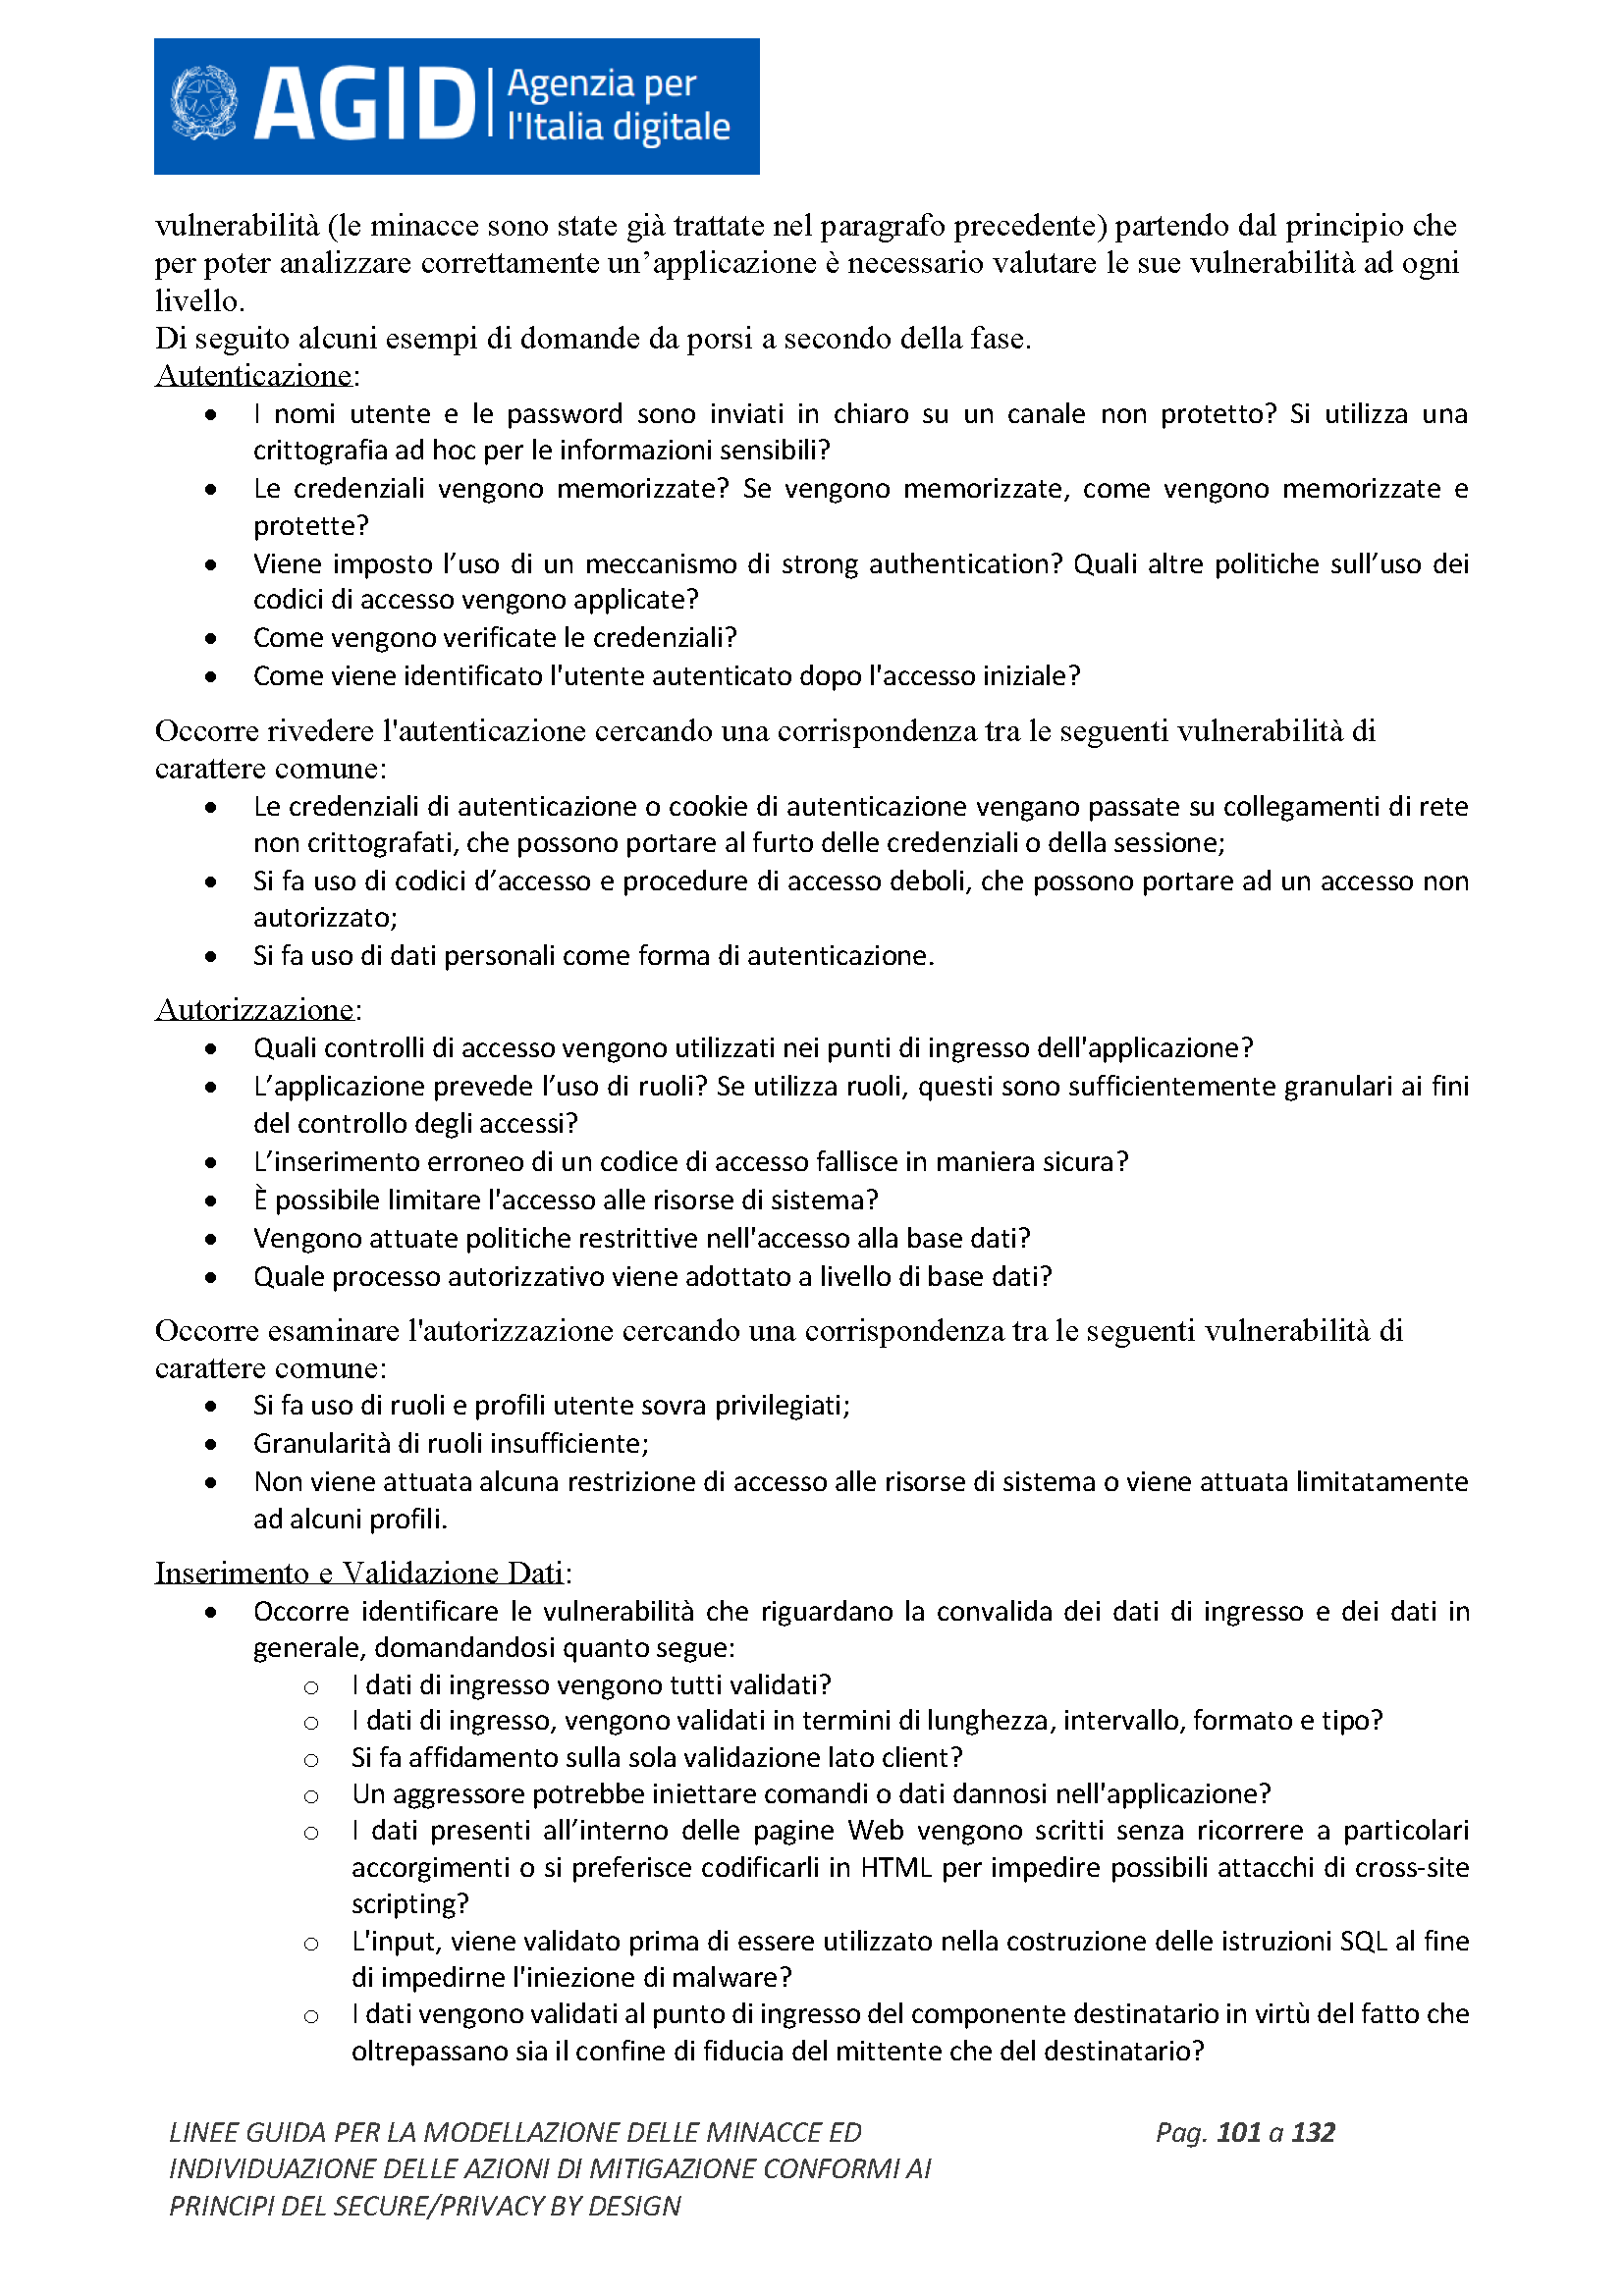 AGID
Agenzia per
l'Italia digitale
vulnerabilità (le minacce sono state già trattate nel paragrafo precedente) partendo dal principio che
per poter analizzare correttamente un’applicazione è necessario valutare le sue vulnerabilità ad ogni
livello.
Di seguito alcuni esempi di domande da porsi a secondo della fase.
Autenticazione:
• I nomi utente e le password sono inviati in chiaro su un canale non protetto? Si utilizza una
crittografia ad hoc per le informazioni sensibili?
• Le credenziali vengono memorizzate? Se vengono memorizzate, come vengono memorizzate e
protette?
• Viene imposto l’uso di un meccanismo di strong authentication? Quali altre politiche sull’uso dei
codici di accesso vengono applicate?
• Come vengono verificate le credenziali?
• Come viene identificato l'utente autenticato dopo l'accesso iniziale?
Occorre rivedere l'autenticazione cercando una corrispondenza tra le seguenti vulnerabilità di
carattere comune:
• Le credenziali di autenticazione o cookie di autenticazione vengano passate su collegamenti di rete
non crittografati, che possono portare al furto delle credenziali o della sessione;
• Si fa uso di codici d’accesso e procedure di accesso deboli, che possono portare ad un accesso non
autorizzato;
• Si fa uso di dati personali come forma di autenticazione.
Autorizzazione:
• Quali controlli di accesso vengono utilizzati nei punti di ingresso dell'applicazione?
• L’applicazione prevede l’uso di ruoli? Se utilizza ruoli, questi sono sufficientemente granulari ai fini
del controllo degli accessi?
• L’inserimento erroneo di un codice di accesso fallisce in maniera sicura?
• È possibile limitare l'accesso alle risorse di sistema?
• Vengono attuate politiche restrittive nell'accesso alla base dati?
• Quale processo autorizzativo viene adottato a livello di base dati?
Occorre esaminare l'autorizzazione cercando una corrispondenza tra le seguenti vulnerabilità di
carattere comune:
• Si fa uso di ruoli e profili utente sovra privilegiati;
• Granularità di ruoli insufficiente;
• Non viene attuata alcuna restrizione di accesso alle risorse di sistema o viene attuata limitatamente
ad alcuni profili.
Inserimento e Validazione Dati:
• Occorre identificare le vulnerabilità che riguardano la convalida dei dati di ingresso e dei dati in
generale, domandandosi quanto segue:
o I dati di ingresso vengono tutti validati?
o I dati di ingresso, vengono validati in termini di lunghezza, intervallo, formato e tipo?
o Si fa affidamento sulla sola validazione lato client?
o Un aggressore potrebbe iniettare comandi o dati dannosi nell'applicazione?
o I dati presenti all’interno delle pagine Web vengono scritti senza ricorrere a particolari
accorgimenti o si preferisce codificarli in HTML per impedire possibili attacchi di cross-site
scripting?
o L'input, viene validato prima di essere utilizzato nella costruzione delle istruzioni SQL al fine
di impedirne l'iniezione di malware?
o I dati vengono validati al punto di ingresso del componente destinatario in virtù del fatto che
oltrepassano sia il confine di fiducia del mittente che del destinatario?
LINEE GUIDA PER LA MODELLAZIONE DELLE MINACCE ED
INDIVIDUAZIONE DELLE AZIONI DI MITIGAZIONE CONFORMI AI
PRINCIPI DEL SECURE/PRIVACY BY DESIGN
Pag. 101 a 132